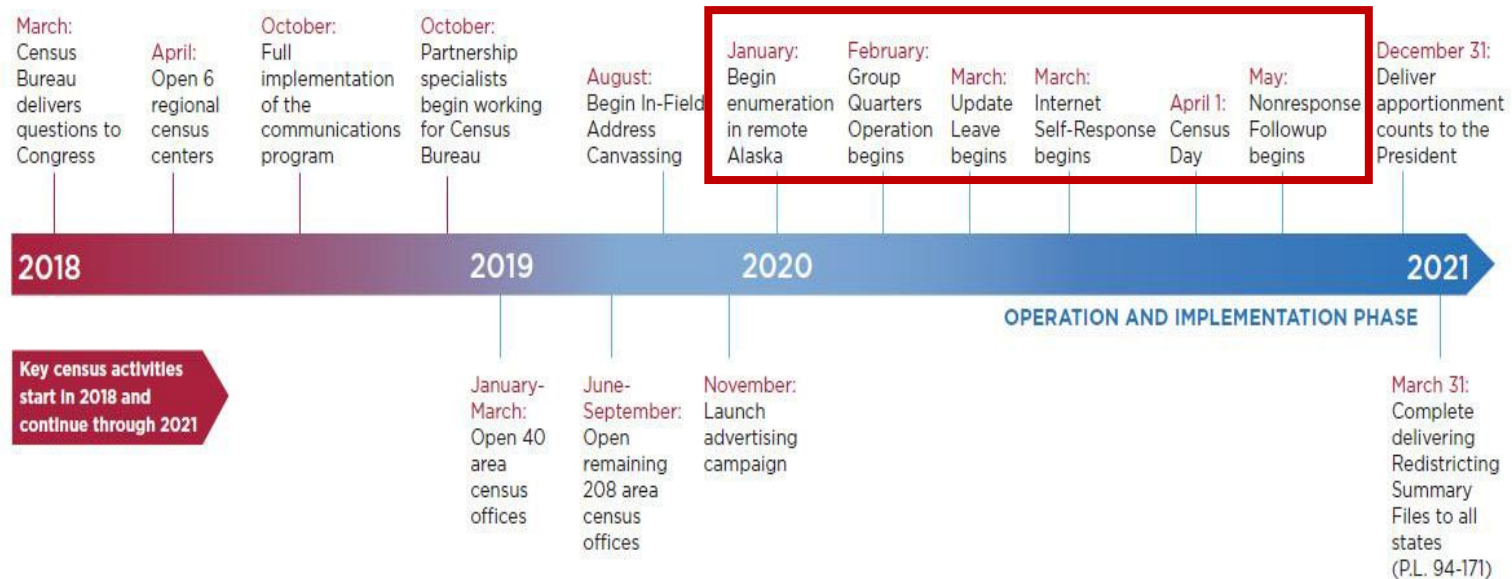 March:
Census
Bureau
delivers
questions to
Congress
April:
Open 6
regional
census
centers
October:
Full
implementation
of the
communications
program
October:
Partnership
specialists
begin working
for Census
Bureau
August:
Begin In-Field
Address
Canvassing
January:
Begin
enumeration
in remote
Alaska
February:
Group
Quarters
Operation
begins
March:
Update
Leave
begins
March:
Internet
Self-Response
begins
April 1:
Census
Day
May:
Nonresponse
Followup
begins
December 31:
Deliver
apportionment
counts to the
President
2018
2019
2020
2021
OPERATION AND IMPLEMENTATION PHASE
Key census activities
start in 2018 and
continue through 2021
January-
March:
Open 40
area
census
offices
June-
September:
Open
remaining
208 area
census
offices
November:
Launch
advertising
campaign
March 31:
Complete
delivering
Redistricting
Summary
Files to all
states
(P.L. 94-171)